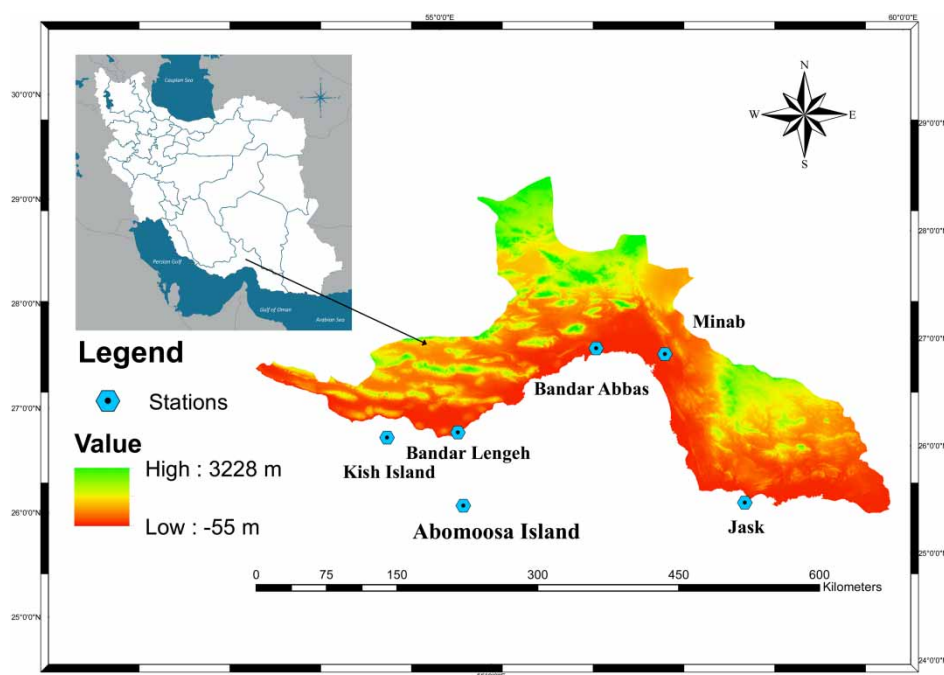 55°0'0"E
60°0'0"E
Caspian Sea
Persian Gulf
Gulf of Oman
Arabian Sea
N
W
E
S
30°0'0"N
29°0'0"N
28°0'0"N
27°0'0"N
26°0'0"N
25°0'0"N
29°0'0"N
28°0'0"N
27°0'0"N
26°0'0"N
25°0'0"N
24°0'0"N
Minab
Bandar Abbas
Bandar Lengeh
Kish Island
Abomoosa Island
Jask
Legend
Stations
Value
High : 3228 m
Low : -55 m
0 75 150 300 450 600
Kilometers